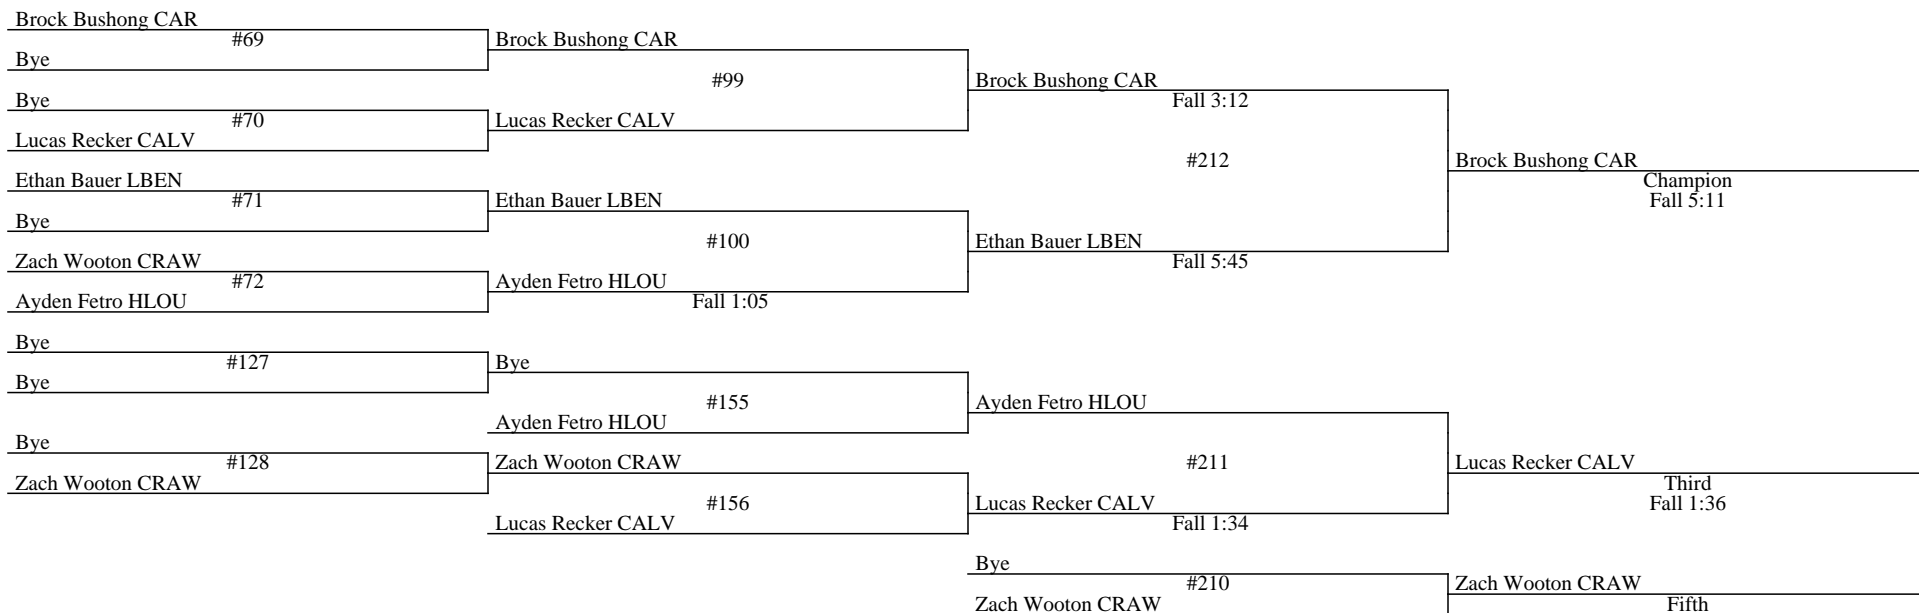 Brock Bushong CAR
#69
Bye
Brock Bushong CAR
#99
Bye
#70
Lucas Recker CALV
Lucas Recker CALV
Brock Bushong CAR
Fall 3:12
#212
Brock Bushong CAR
Champion
Fall 5:11
Ethan Bauer LBEN
#71
Bye
Ethan Bauer LBEN
#100
Zach Wooton CRAW
#72
Ayden Fetro HLOU
Ayden Fetro HLOU
Fall 1:05
Ethan Bauer LBEN
Fall 5:45
Bye
#127
Bye
Bye
#155
Ayden Fetro HLOU
Ayden Fetro HLOU
#211
Lucas Recker CALV
Third
Fall 1:36
Bye
#128
Zach Wooton CRAW
Zach Wooton CRAW
#156
Lucas Recker CALV
Lucas Recker CALV
Fall 1:34
Bye
#210
Zach Wooton CRAW
Zach Wooton CRAW
Fifth